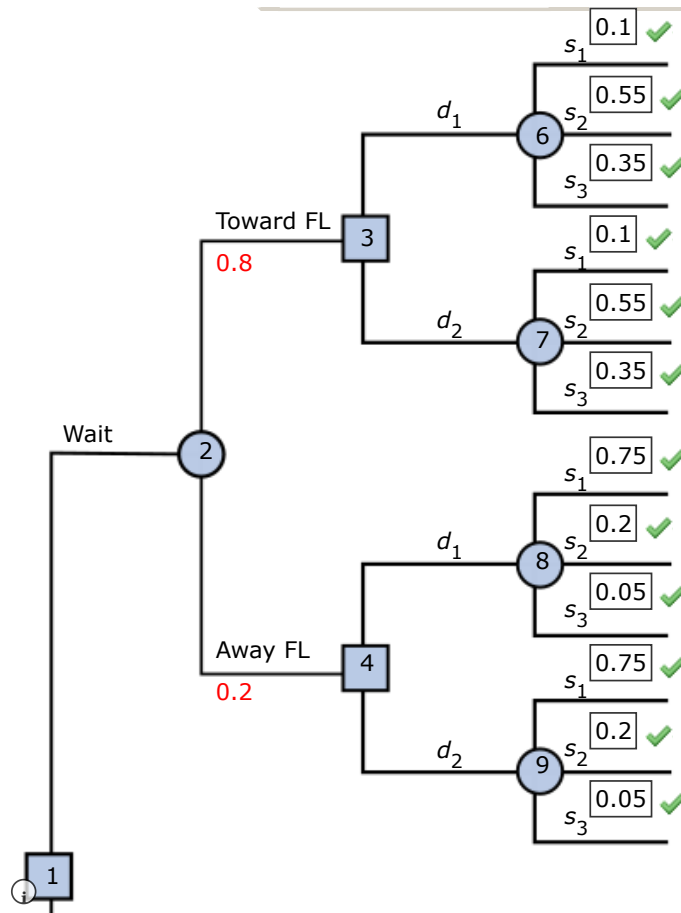 s1 0.1
s2 0.55
d1
6
s3 0.35
Toward FL
3
0.8
s1 0.1
s2 0.55
d2
7
s3 0.35
Wait
2
s1 0.75
s2 0.2
d1
8
s3 0.05
Away FL
4
0.2
s1 0.75
s2 0.2
d2
9
s3 0.05
1
i